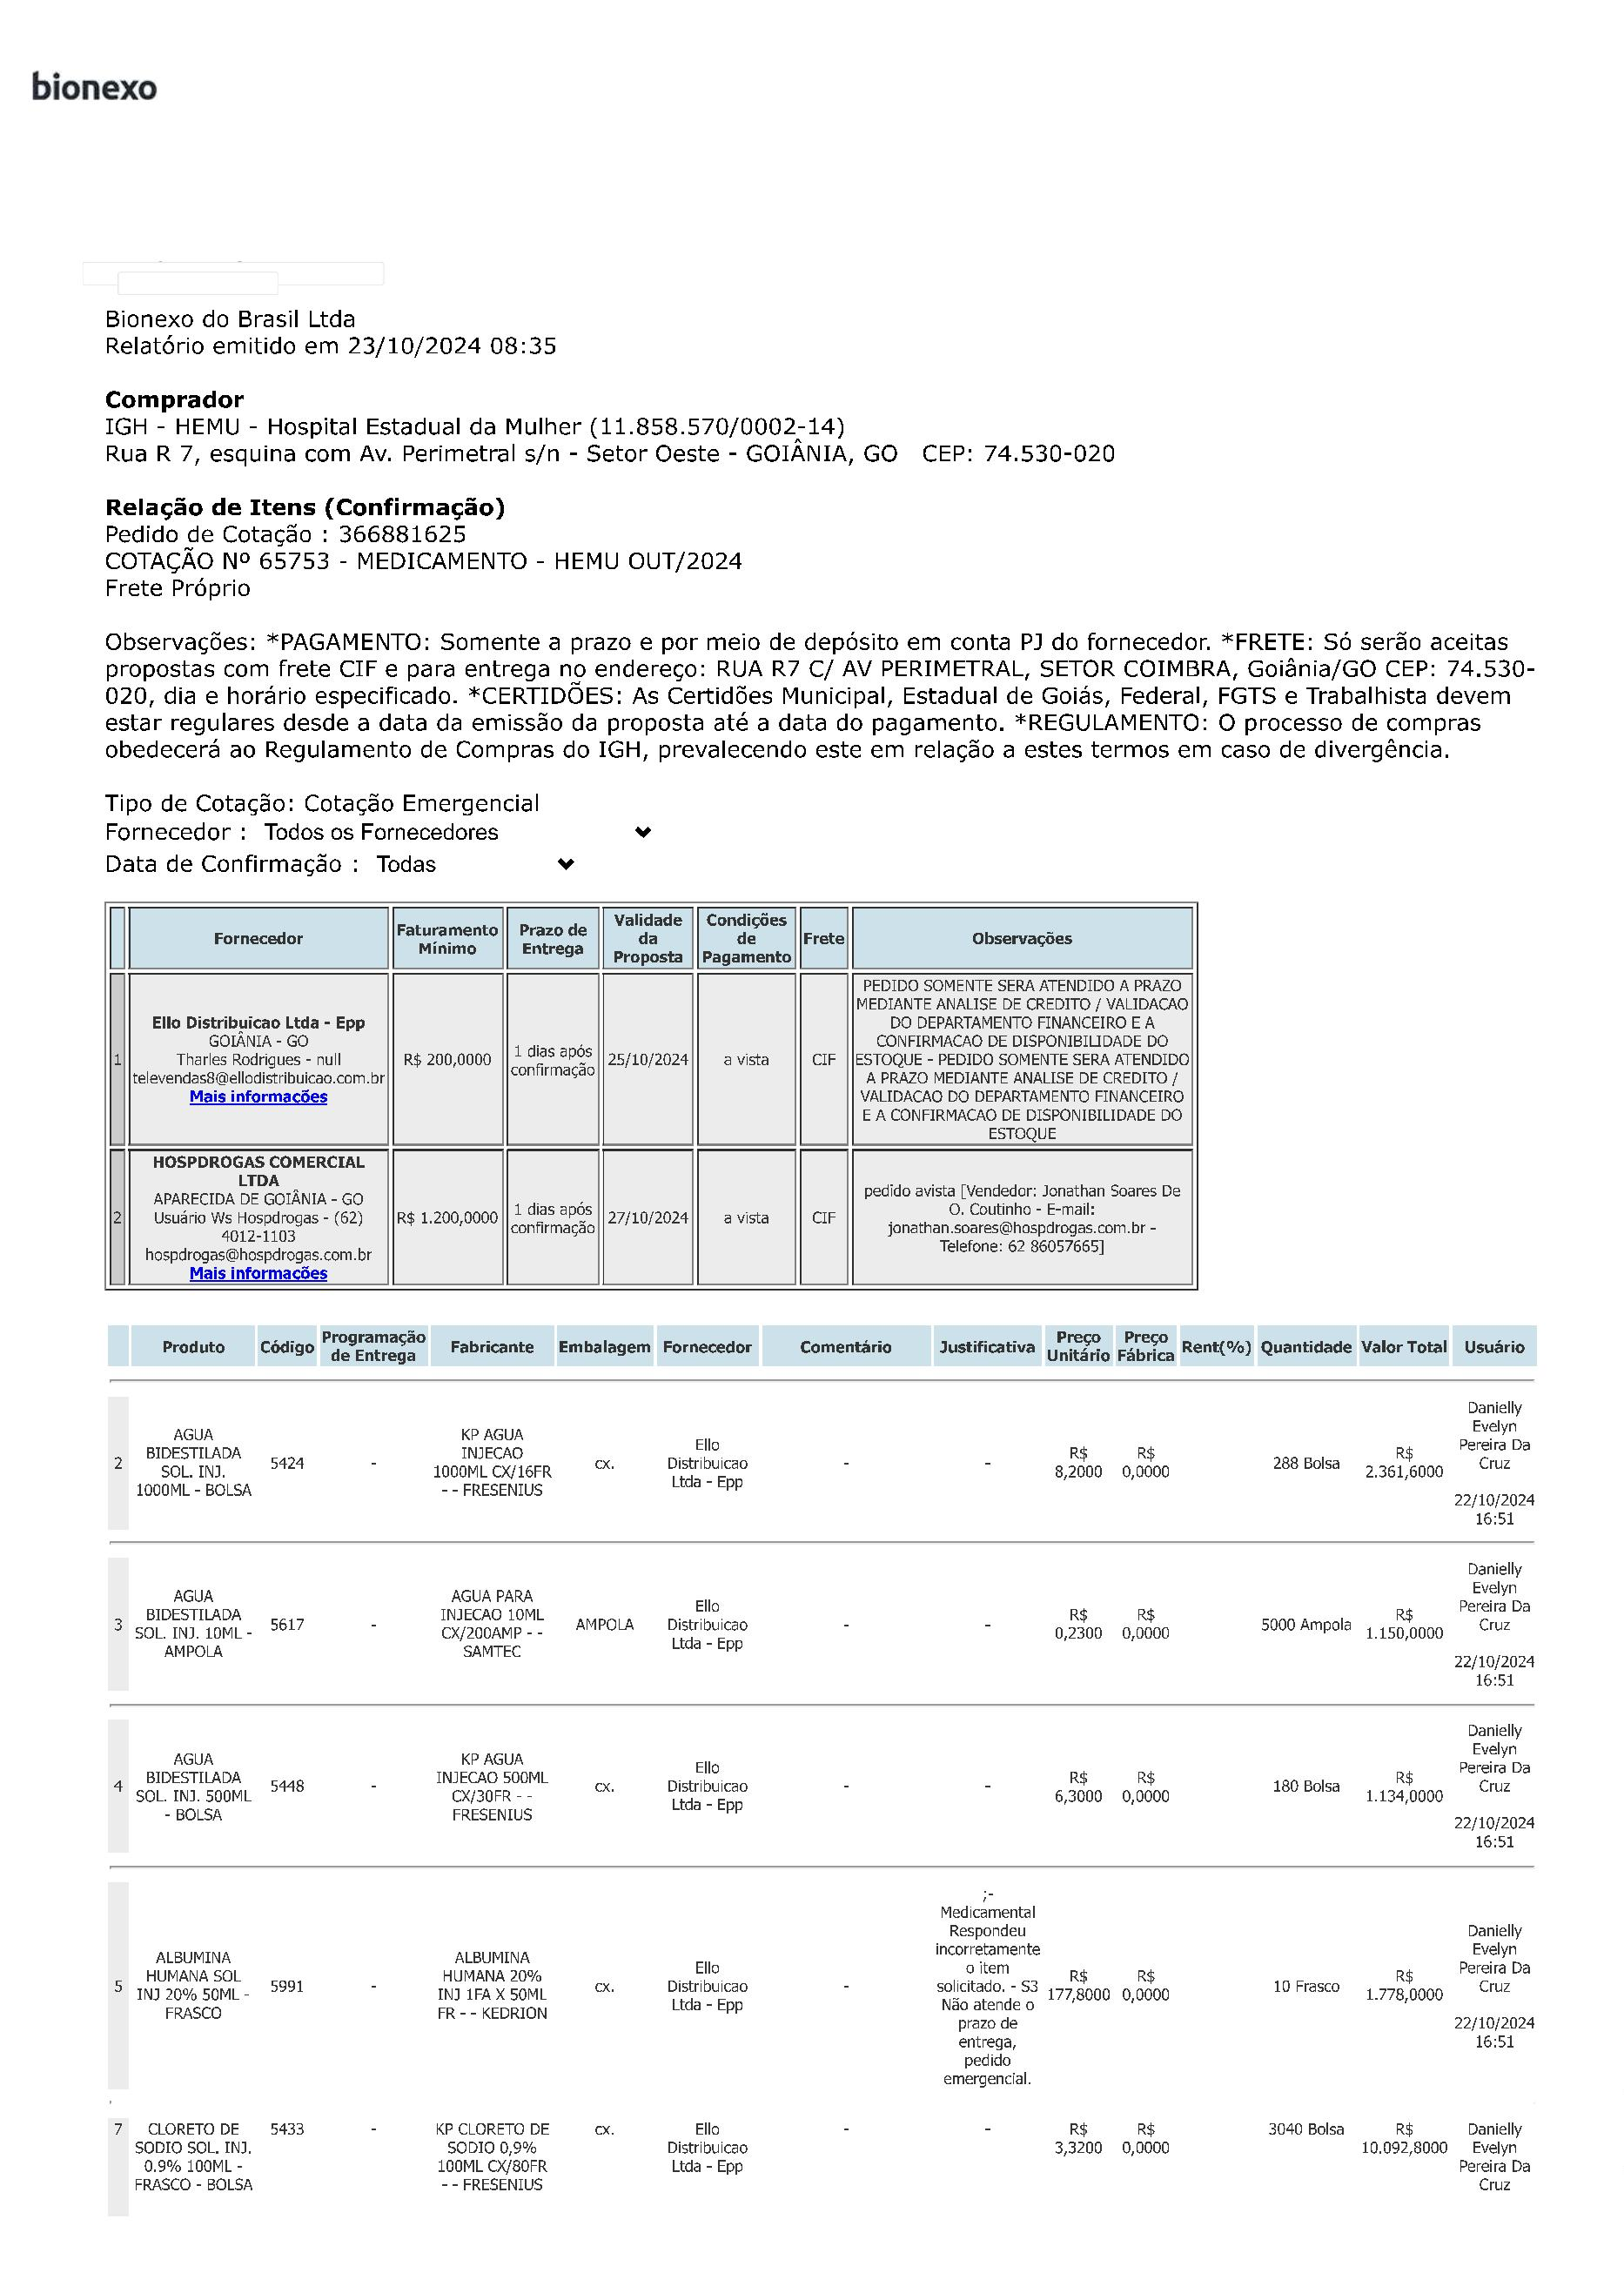 bionexo
Bionexo do Brasil Ltda
Relatório emitido em 23/10/2024 08:35
Comprador
IGH - HEMU - Hospital Estadual da Mulher (11.858.570/0002-14)
Rua R 7, esquina com Av. Perimetral s/n - Setor Oeste - GOIÂNIA, GO CEP: 74.530-020
Relação de Itens (Confirmação)
Pedido de Cotação : 366881625
COTAÇÃO Nº 65753 - MEDICAMENTO - HEMU OUT/2024
Frete Próprio
Observações: *PAGAMENTO: Somente a prazo e por meio de depósito em conta PJ do fornecedor. *FRETE: Só serão aceitas
propostas com frete CIF e para entrega no endereço: RUA R7 C/ AV PERIMETRAL, SETOR COIMBRA, Goiânia/GO CEP: 74.530-
020, dia e horário especificado. *CERTIDÕES: As Certidões Municipal, Estadual de Goiás, Federal, FGTS e Trabalhista devem
estar regulares desde a data da emissão da proposta até a data do pagamento. *REGULAMENTO: O processo de compras
obedecerá ao Regulamento de Compras do IGH, prevalecendo este em relação a estes termos em caso de divergência.
Tipo de Cotação: Cotação Emergencial
Fornecedor : Todos os Fornecedores
Data de Confirmação : Todas
Fornecedor
Faturamento
Mínimo
Prazo de
Entrega
Validade
da
Proposta
Condições
de
Pagamento
Frete
Observações
1
Ello Distribuicao Ltda - Epp
GOIÂNIA - GO
Tharles Rodrigues - null
televendas8@ellodistribuicao.com.br
Mais informações
R$ 200,0000
1 dias após
confirmação
25/10/2024
a vista
CIF
PEDIDO SOMENTE SERA ATENDIDO A PRAZO
MEDIANTE ANALISE DE CREDITO / VALIDACAO
DO DEPARTAMENTO FINANCEIRO E A
CONFIRMACAO DE DISPONIBILIDADE DO
ESTOQUE - PEDIDO SOMENTE SERA ATENDIDO
A PRAZO MEDIANTE ANALISE DE CREDITO /
VALIDACAO DO DEPARTAMENTO FINANCEIRO
E A CONFIRMACAO DE DISPONIBILIDADE DO
ESTOQUE
2
HOSPDROGAS COMERCIAL
LTDA
APARECIDA DE GOIÂNIA - GO
Usuário Ws Hospdrogas - (62)
4012-1103
hospdrogas@hospdrogas.com.br
Mais informações
R$ 1.200,0000
1 dias após
confirmação
27/10/2024
a vista
CIF
pedido avista [Vendedor: Jonathan Soares De
O. Coutinho - E-mail:
jonathan.soares@hospdrogas.com.br -
Telefone: 62 86057665]
Produto
Código
Programação
de Entrega
Fabricante
Embalagem
Fornecedor
Comentário
Justificativa
Preço
Unitário
Preço
Fábrica
Rent(%)
Quantidade
Valor Total
Usuário
2
AGUA
BIDESTILADA
SOL. INJ.
1000ML - BOLSA
5424
-
KP AGUA
INJECAO
1000ML CX/16FR
- - FRESENIUS
cx.
Ello
Distribuicao
Ltda - Epp
-
-
R$
8,2000
R$
0,0000
288 Bolsa
R$
2.361,6000
Danielly
Evelyn
Pereira Da
Cruz
22/10/2024
16:51
3
AGUA
BIDESTILADA
SOL. INJ. 10ML -
AMPOLA
5617
-
AGUA PARA
INJECAO 10ML
CX/200AMP - -
SAMTEC
AMPOLA
Ello
Distribuicao
Ltda - Epp
-
-
R$
0,2300
R$
0,0000
5000 Ampola
R$
1.150,0000
Danielly
Evelyn
Pereira Da
Cruz
22/10/2024
16:51
4
AGUA
BIDESTILADA
SOL. INJ. 500ML
- BOLSA
5448
-
KP AGUA
INJECAO 500ML
CX/30FR - -
FRESENIUS
cx.
Ello
Distribuicao
Ltda - Epp
-
-
R$
6,3000
R$
0,0000
180 Bolsa
R$
1.134,0000
Danielly
Evelyn
Pereira Da
Cruz
22/10/2024
16:51
5
ALBUMINA
HUMANA SOL
INJ 20% 50ML -
FRASCO
5991
-
ALBUMINA
HUMANA 20%
INJ 1FA X 50ML
FR - - KEDRION
cx.
Ello
Distribuicao
Ltda - Epp
-
;-
Medicamental
Respondeu
incorretamente
o item
solicitado. - S3
Não atende o
prazo de
entrega,
pedido
emergencial.
R$
177,8000
R$
0,0000
10 Frasco
R$
1.778,0000
Danielly
Evelyn
Pereira Da
Cruz
22/10/2024
16:51
7
CLORETO DE
SODIO SOL. INJ.
0.9% 100ML -
FRASCO - BOLSA
5433
-
KP CLORETO DE
SODIO 0,9%
100ML CX/80FR
- - FRESENIUS
cx.
Ello
Distribuicao
Ltda - Epp
-
-
R$
3,3200
R$
0,0000
3040 Bolsa
R$
10.092,8000
Danielly
Evelyn
Pereira Da
Cruz